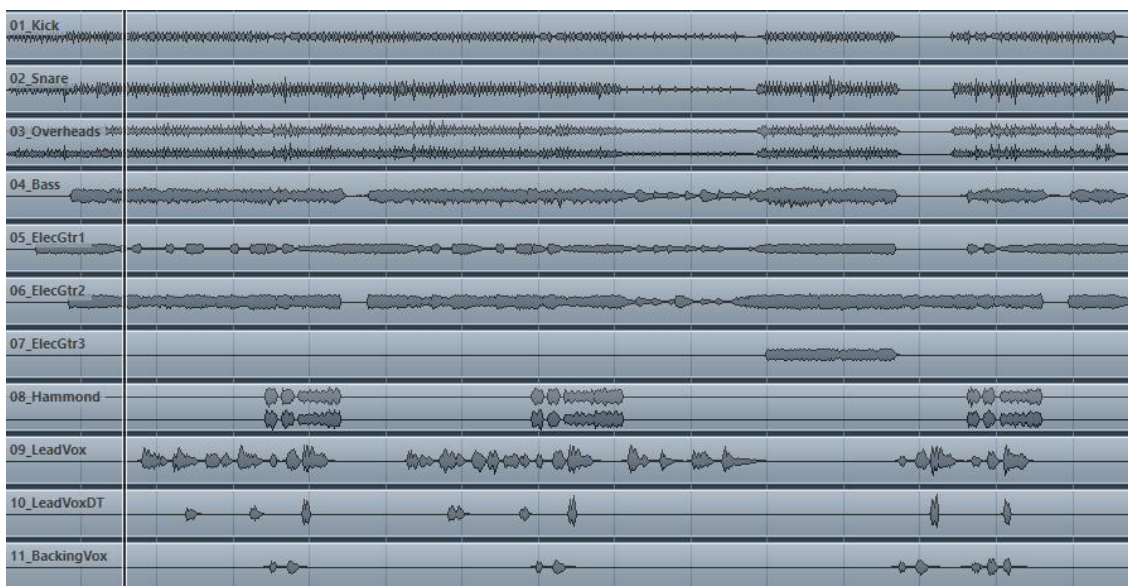 01_Kick
02_Snare
03_Overheads
04_Bass
05_ElecGtr1
06_ElecGtr2
07_ElecGtr3
08_Hammond
09_LeadVox
10_LeadVoxDT
11_BackingVox